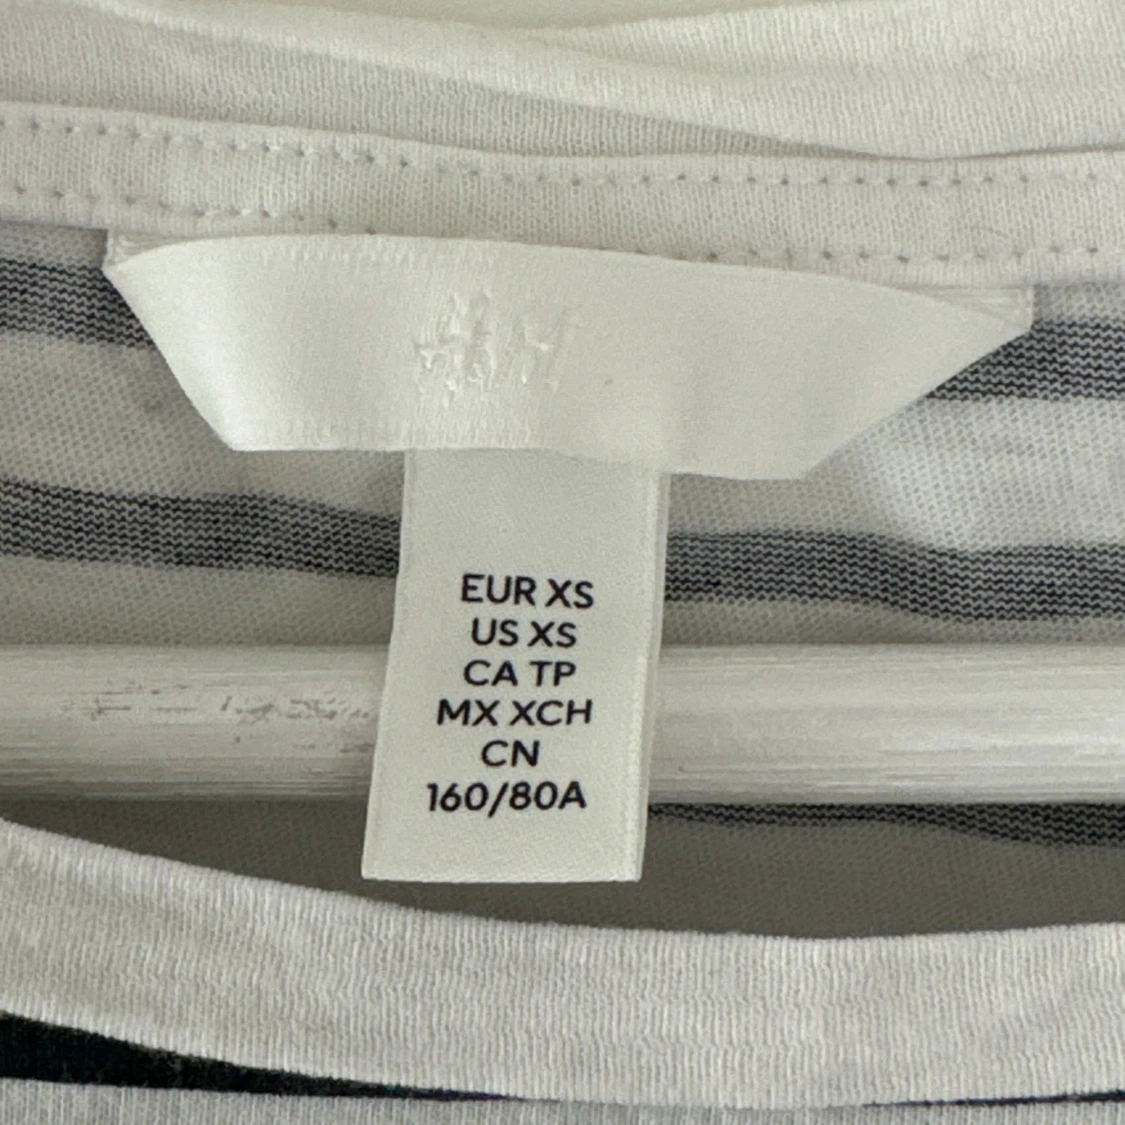 H&M
EUR XS
US XS
CA TP
MX XCH
CN
160/80A